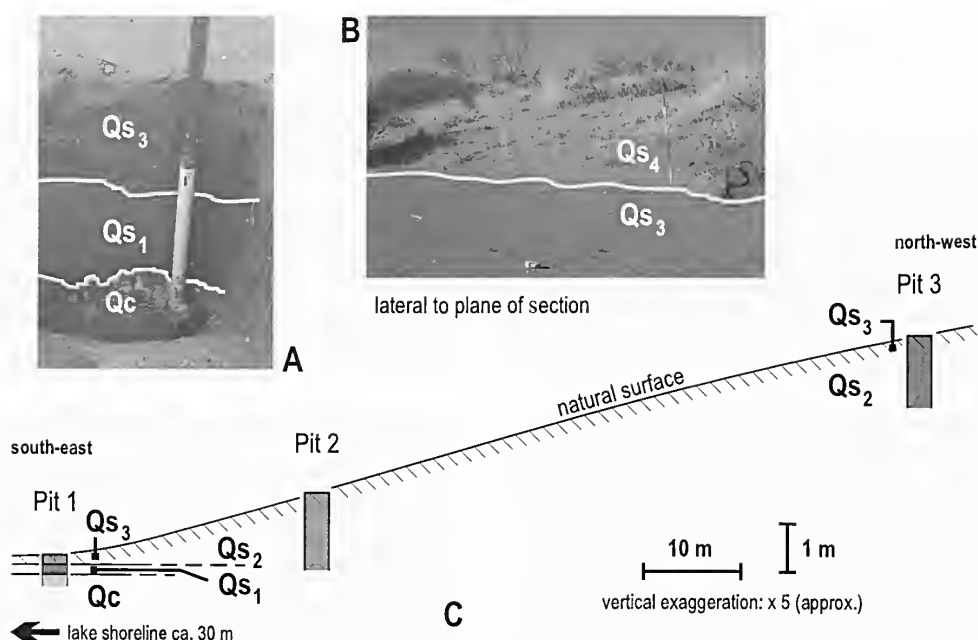 B
Qs3
Qs1
Qc
A
Qs4
Qs3
lateral to plane of section
north-west
Pit 3
Qs3
Qs2
natural surface
south-east
Pit 2
Pit 1
Qs3
Qs2
Qs1
Qc
10 m
1 m
vertical exaggeration: x 5 (approx.)
C
lake shoreline ca. 30 m